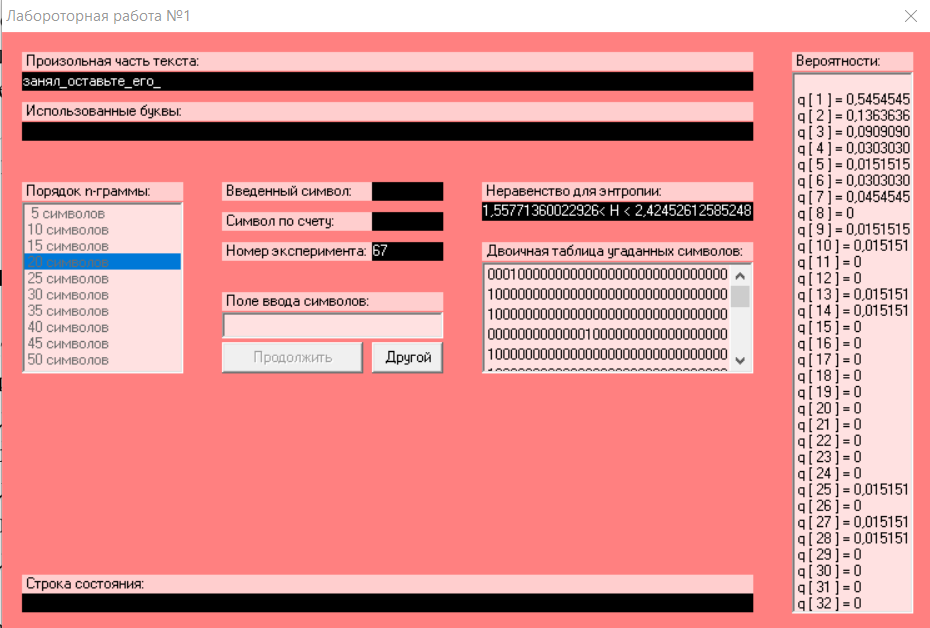 Лабороторная работа №1
Произольная часть текста:
занял_оставьте_его_
Использованные буквы:
Порядок n-граммы:
5 символов
10 символов
15 символов
20 символов
25 символов
30 символов
35 символов
40 символов
45 символов
50 символов
Введенный символ:
Символ по счету:
Номер эксперимента: 67
Поле ввода символов:
Продолжить
Другой
Неравенство для энтропии:
1,55771360022926< H < 2,42452612585248
Двоичная таблица угаданных символов:
00010000000000000000000000000000
10000000000000000000000000000000
10000000000000000000000000000000
00000000000001000000000000000000
10000000000000000000000000000000
Строка состояния:
Вероятности:
q [ 1 ] = 0,5454545
q [ 2 ] = 0,1363636
q [ 3 ] = 0,0909090
q [ 4 ] = 0,0303030
q [ 5 ] = 0,0151515
q [ 6 ] = 0,0303030
q [ 7 ] = 0,0454545
q [ 8 ] = 0
q [ 9 ] = 0,0151515
q [ 10 ] = 0,015151
q [ 11 ] = 0
q [ 12 ] = 0
q [ 13 ] = 0,015151
q [ 14 ] = 0,015151
q [ 15 ] = 0
q [ 16 ] = 0
q [ 17 ] = 0
q [ 18 ] = 0
q [ 19 ] = 0
q [ 20 ] = 0
q [ 21 ] = 0
q [ 22 ] = 0
q [ 23 ] = 0
q [ 24 ] = 0
q [ 25 ] = 0,015151
q [ 26 ] = 0
q [ 27 ] = 0,015151
q [ 28 ] = 0,015151
q [ 29 ] = 0
q [ 30 ] = 0
q [ 31 ] = 0
q [ 32 ] = 0